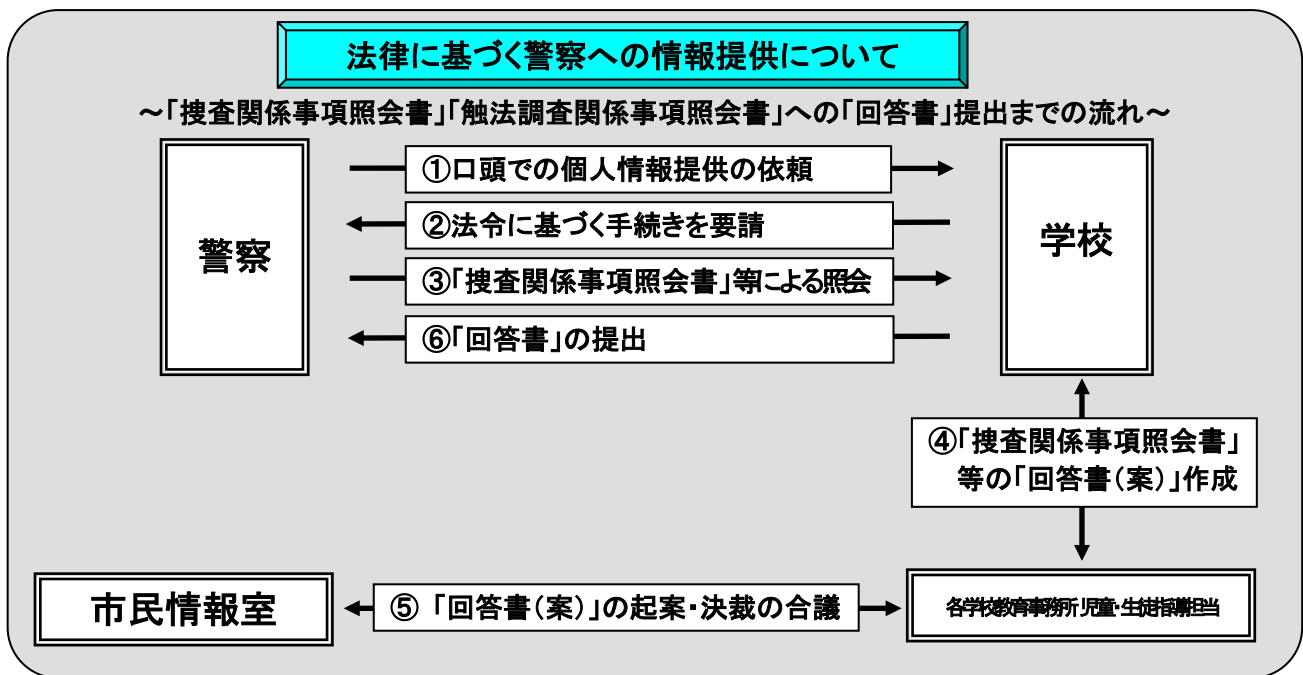 法律に基づく警察への情報提供について
～「捜査関係事項照会書」「触法調査関係事項照会書」への「回答書」提出までの流れ～
警察
①口頭での個人情報提供の依頼
②法令に基づく手続きを要請
③「捜査関係事項照会書」等による照会
⑥「回答書」の提出
学校
④「捜査関係事項照会書」
等の「回答書（案）」作成
市民情報室
⑤ 「回答書（案）」の起案・決裁の合議
各学校教育事務所児童・生徒指導担当